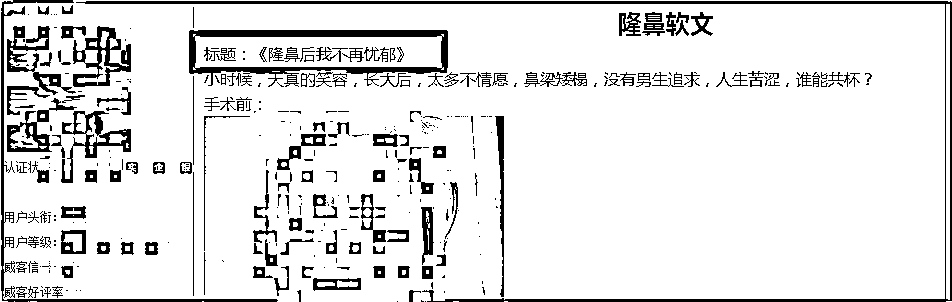 隆鼻软文
标题：《隆鼻后我不再忧郁》
小时候，天真的笑容，长大后，太多不情愿，鼻梁矮榻，没有男生追求，人生苦涩，谁能共杯？
手术前：
认证状
用户头衔：
用户等级：
威客信
威客好评率